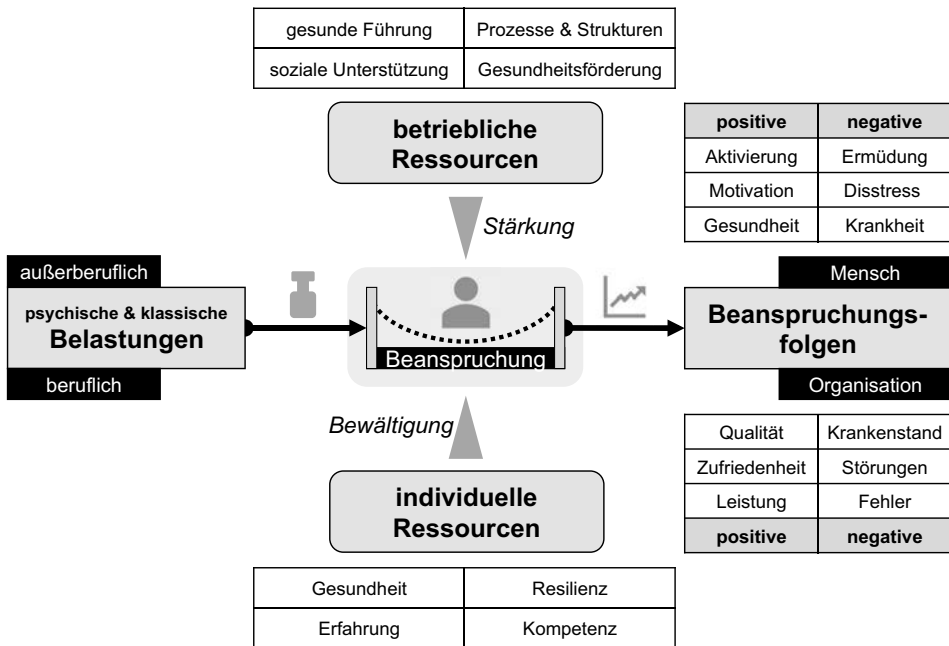 gesunde Führung
Prozesse & Strukturen
soziale Unterstützung
Gesundheitsförderung
betriebliche
Ressourcen
Stärkung
positive
negative
Aktivierung
Ermüdung
Motivation
Disstress
Gesundheit
Krankheit
außerberuflich
psychische & klassische
Belastungen
beruflich
Beanspruchung
Mensch
Beanspruchungs-
folgen
Organisation
Qualität
Krankenstand
Zufriedenheit
Störungen
Leistung
Fehler
positive
negative
Bewältigung
individuelle
Ressourcen
Gesundheit
Resilienz
Erfahrung
Kompetenz